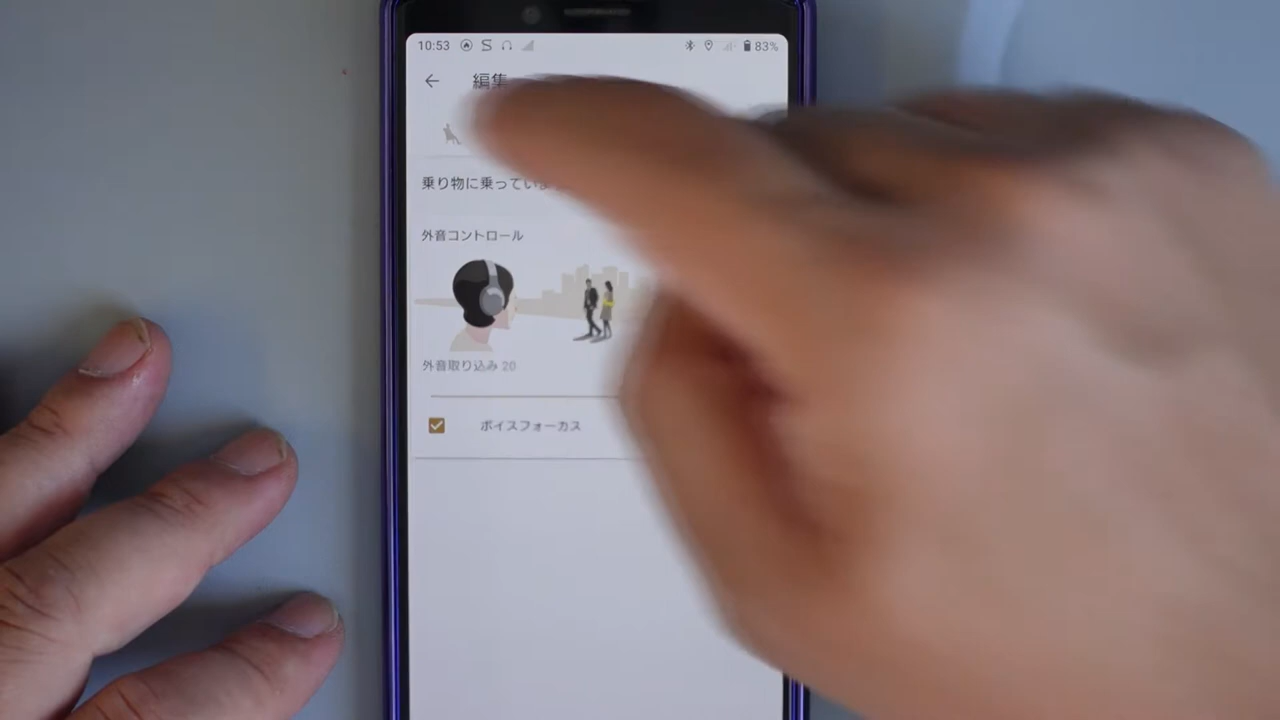 10:53 83%
編集
乗り物に乗ってい
外音コントロール
外音取り込み 20
ボイスフォーカス